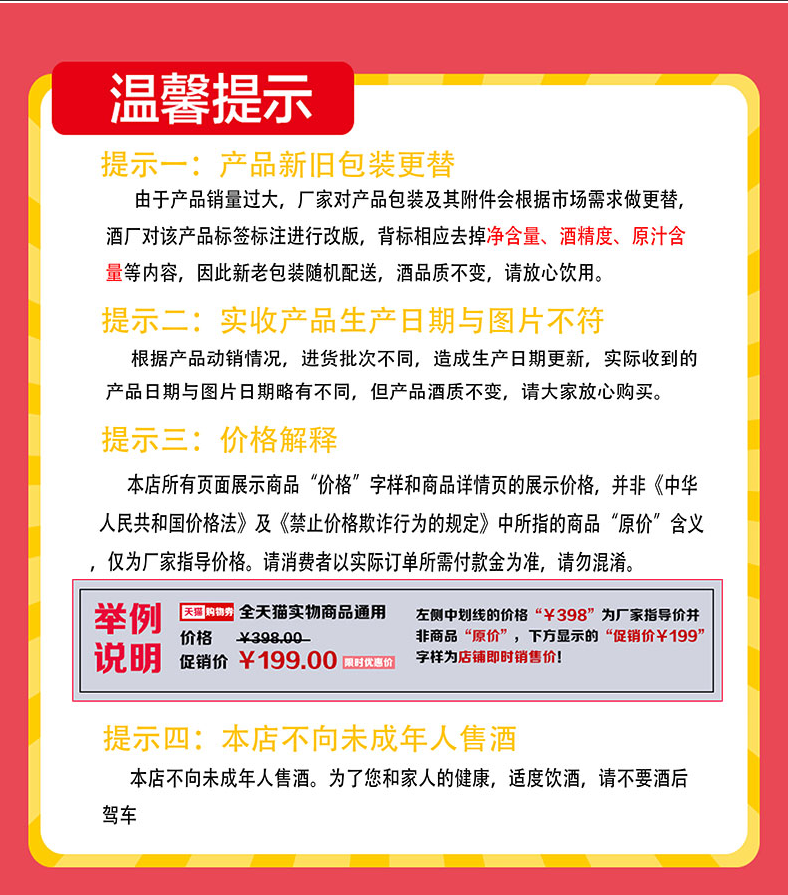 温馨提示
提示一：产品新旧包装更替
由于产品销量过大，厂家对产品包装及其附件会根据市场需求做更替，
酒厂对该产品标签标注进行改版，背标相应去掉净含量、酒精度、原汁含
量等内容，因此新老包装随机配送，酒品质不变，请放心饮用。
提示二：实收产品生产日期与图片不符
根据产品动销情况，进货批次不同，造成生产日期更新，实际收到的
产品日期与图片日期略有不同，但产品酒质不变，请大家放心购买。
提示三：价格解释
本店所有页面展示商品“价格”字样和商品详情页的展示价格，并非《中华
人民共和国价格法》及《禁止价格欺诈行为的规定》中所指的商品“原价”含义
，仅为厂家指导价格。请消费者以实际订单所需付款金为准，请勿混淆。
举例
说明
天猫购物券 全天猫实物商品通用
价格 ¥398.00
促销价 ¥199.00 限时优惠价
左侧中划线的价格“¥398”为厂家指导价并
非商品“原价”，下方显示的“促销价¥199”
字样为店铺即时销售价！
提示四：本店不向未成年人售酒
本店不向未成年人售酒。为了您和家人的健康，适度饮酒，请不要酒后
驾车